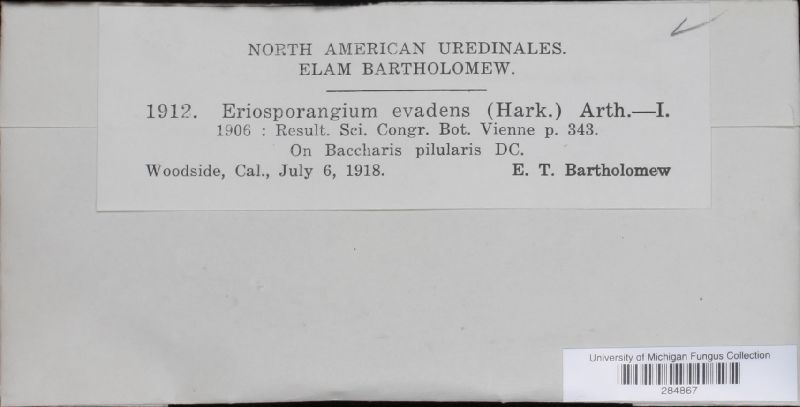 NORTH AMERICAN UREDINALES.
ELAM BARTHOLOMEW.
1912. Eriosporangium evadens (Hark.) Arth.—I.
1906 : Result. Sci. Congr. Bot. Vienne p. 343.
On Baccharis pilularis DC.
Woodside, Cal., July 6, 1918. E. T. Bartholomew
University of Michigan Fungus Collection
284867